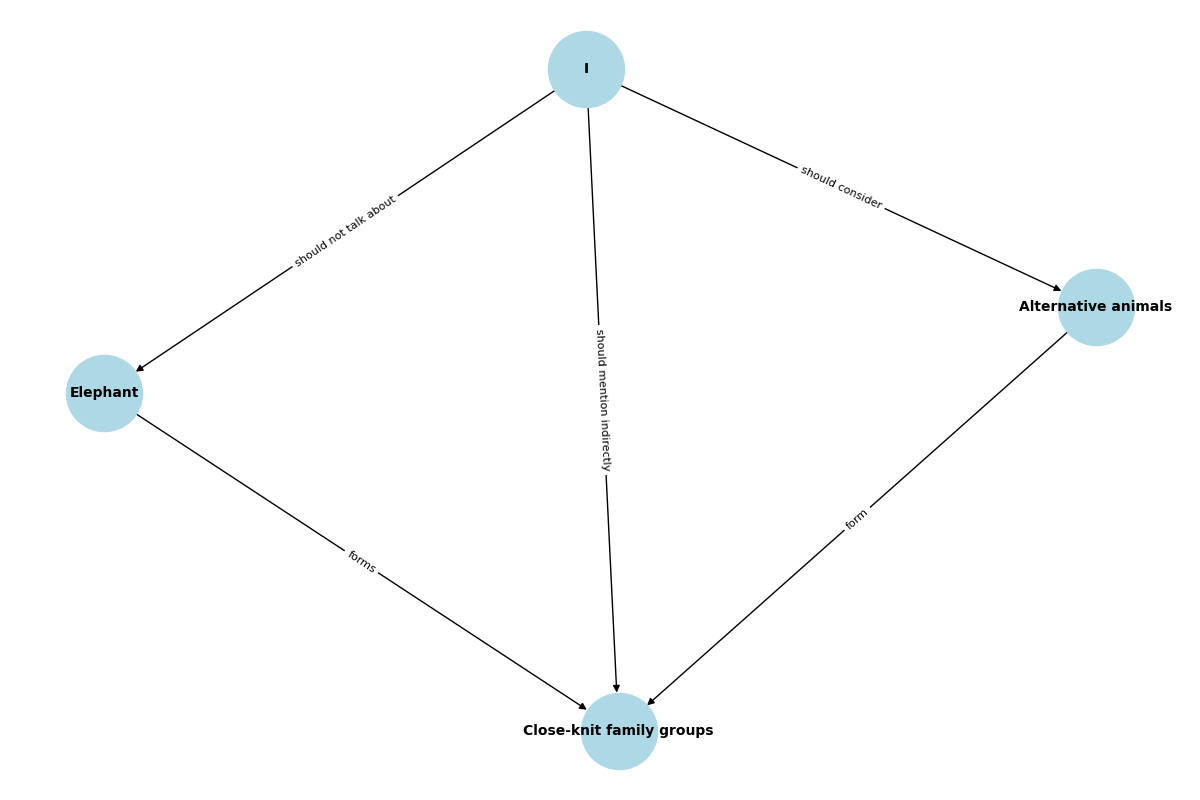 I
should consider
should not talk about
Alternative animals
should mention indirectly
Elephant
form
forms
Close-knit family groups